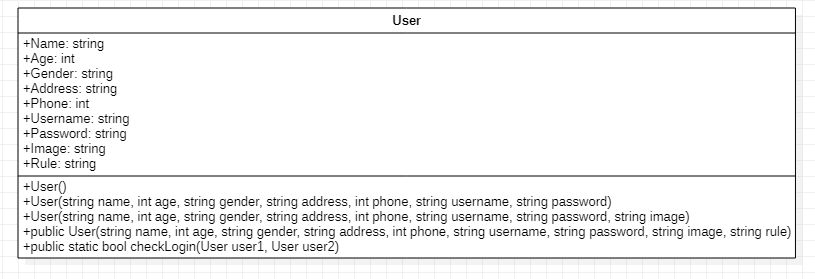 User
+Name: string
+Age: int
+Gender: string
+Address: string
+Phone: int
+Username: string
+Password: string
+Image: string
+Rule: string
+User()
+User(string name, int age, string gender, string address, int phone, string username, string password)
+User(string name, int age, string gender, string address, int phone, string username, string password, string image)
+public User(string name, int age, string gender, string address, int phone, string username, string password, string image, string rule)
+public static bool checkLogin(User user1, User user2)